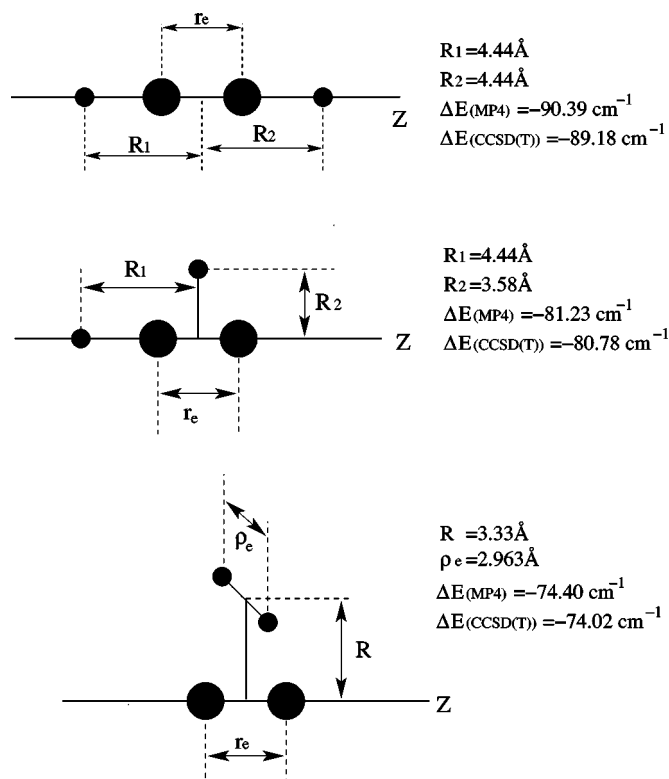 re
R1=4.44Å
R2=4.44Å
ΔE(MP4)=−90.39 cm⁻¹
ΔE(CCSD(T))=−89.18 cm⁻¹
Z
R1
R2
R1=4.44Å
R2=3.58Å
ΔE(MP4)=−81.23 cm⁻¹
ΔE(CCSD(T))=−80.78 cm⁻¹
R1
R2
Z
re
ρe
R =3.33Å
ρe=2.963Å
ΔE(MP4)=−74.40 cm⁻¹
ΔE(CCSD(T))=−74.02 cm⁻¹
R
Z
re